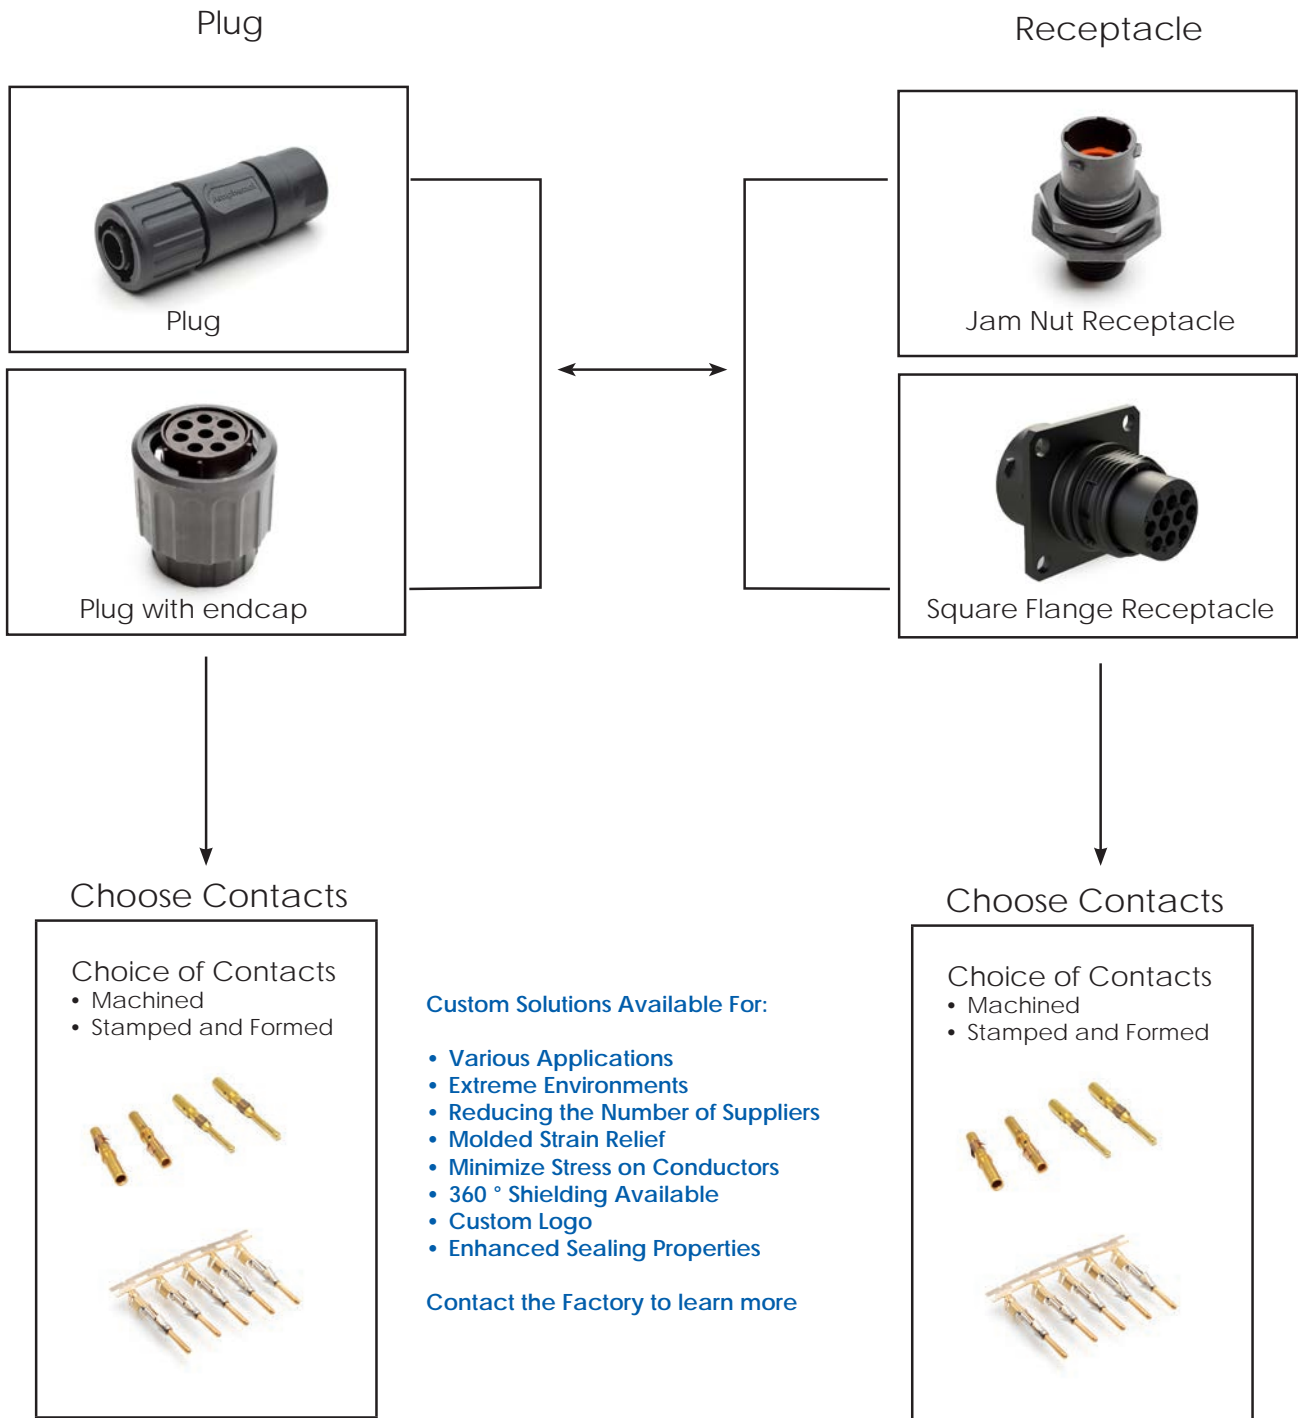 Plug
Receptacle
Amphenol
Plug
Jam Nut Receptacle
Plug with endcap
Square Flange Receptacle
Choose Contacts
Choice of Contacts
• Machined
• Stamped and Formed
Custom Solutions Available For:
• Various Applications
• Extreme Environments
• Reducing the Number of Suppliers
• Molded Strain Relief
• Minimize Stress on Conductors
• 360 ° Shielding Available
• Custom Logo
• Enhanced Sealing Properties
Contact the Factory to learn more
Choose Contacts
Choice of Contacts
• Machined
• Stamped and Formed